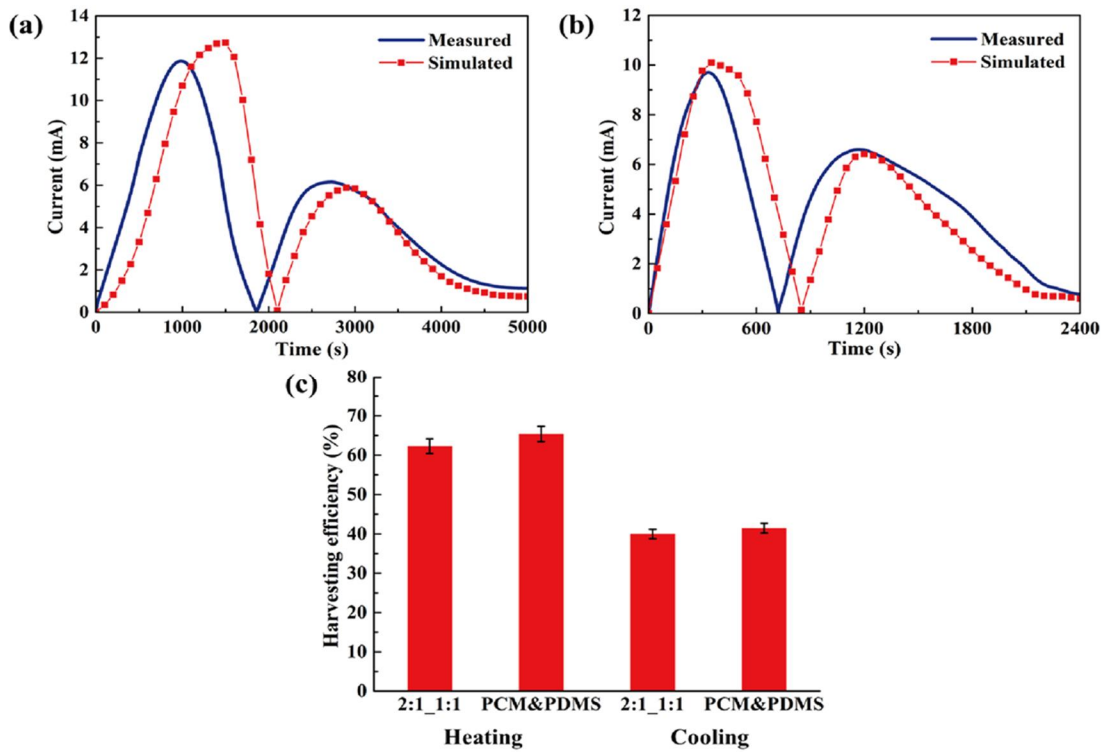 (a)
Measured
Simulated
Current (mA)
14
12
10
8
6
4
2
0
0 1000 2000 3000 4000 5000
Time (s)
(b)
Measured
Simulated
Current (mA)
12
10
8
6
4
2
0
0 600 1200 1800 2400
Time (s)
(c)
Harvesting efficiency (%)
80
70
60
50
40
30
20
10
0
2:1_1:1 PCM&PDMS 2:1_1:1 PCM&PDMS
Heating Cooling